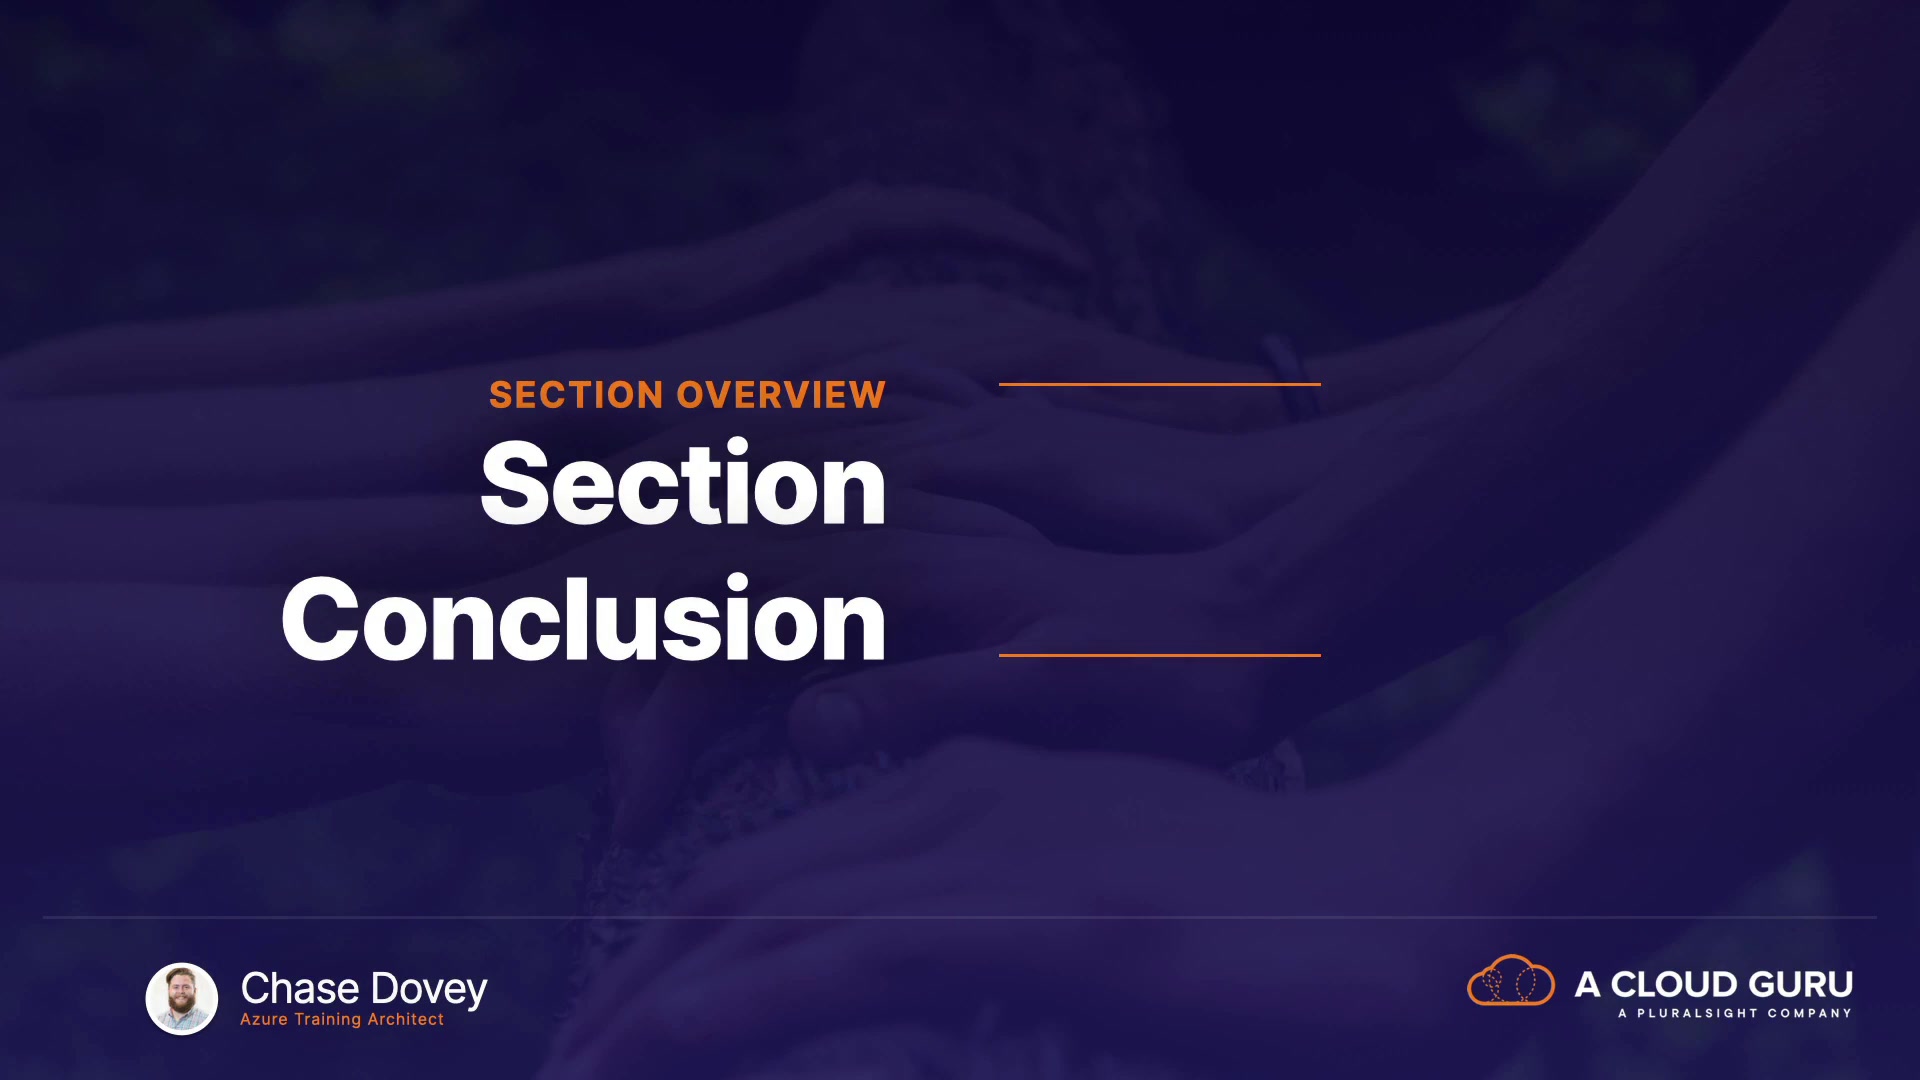 SECTION OVERVIEW
Section
Conclusion
Chase Dovey
Azure Training Architect
A CLOUD GURU
A PLURALSIGHT COMPANY